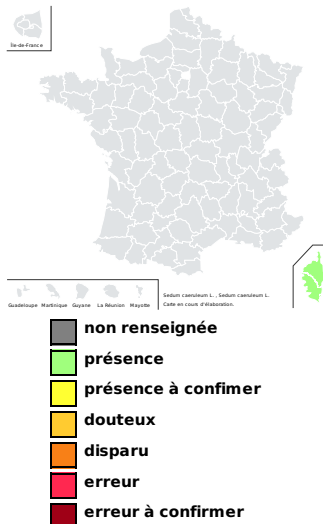 Île-de-France
Guadeloupe Martinique Guyane La Réunion Mayotte
Sedum caeruleum L. , Sedum caeruleum L.
Carte en cours d'élaboration.
non renseignée
présence
présence à confimer
douteux
disparu
erreur
erreur à confirmer